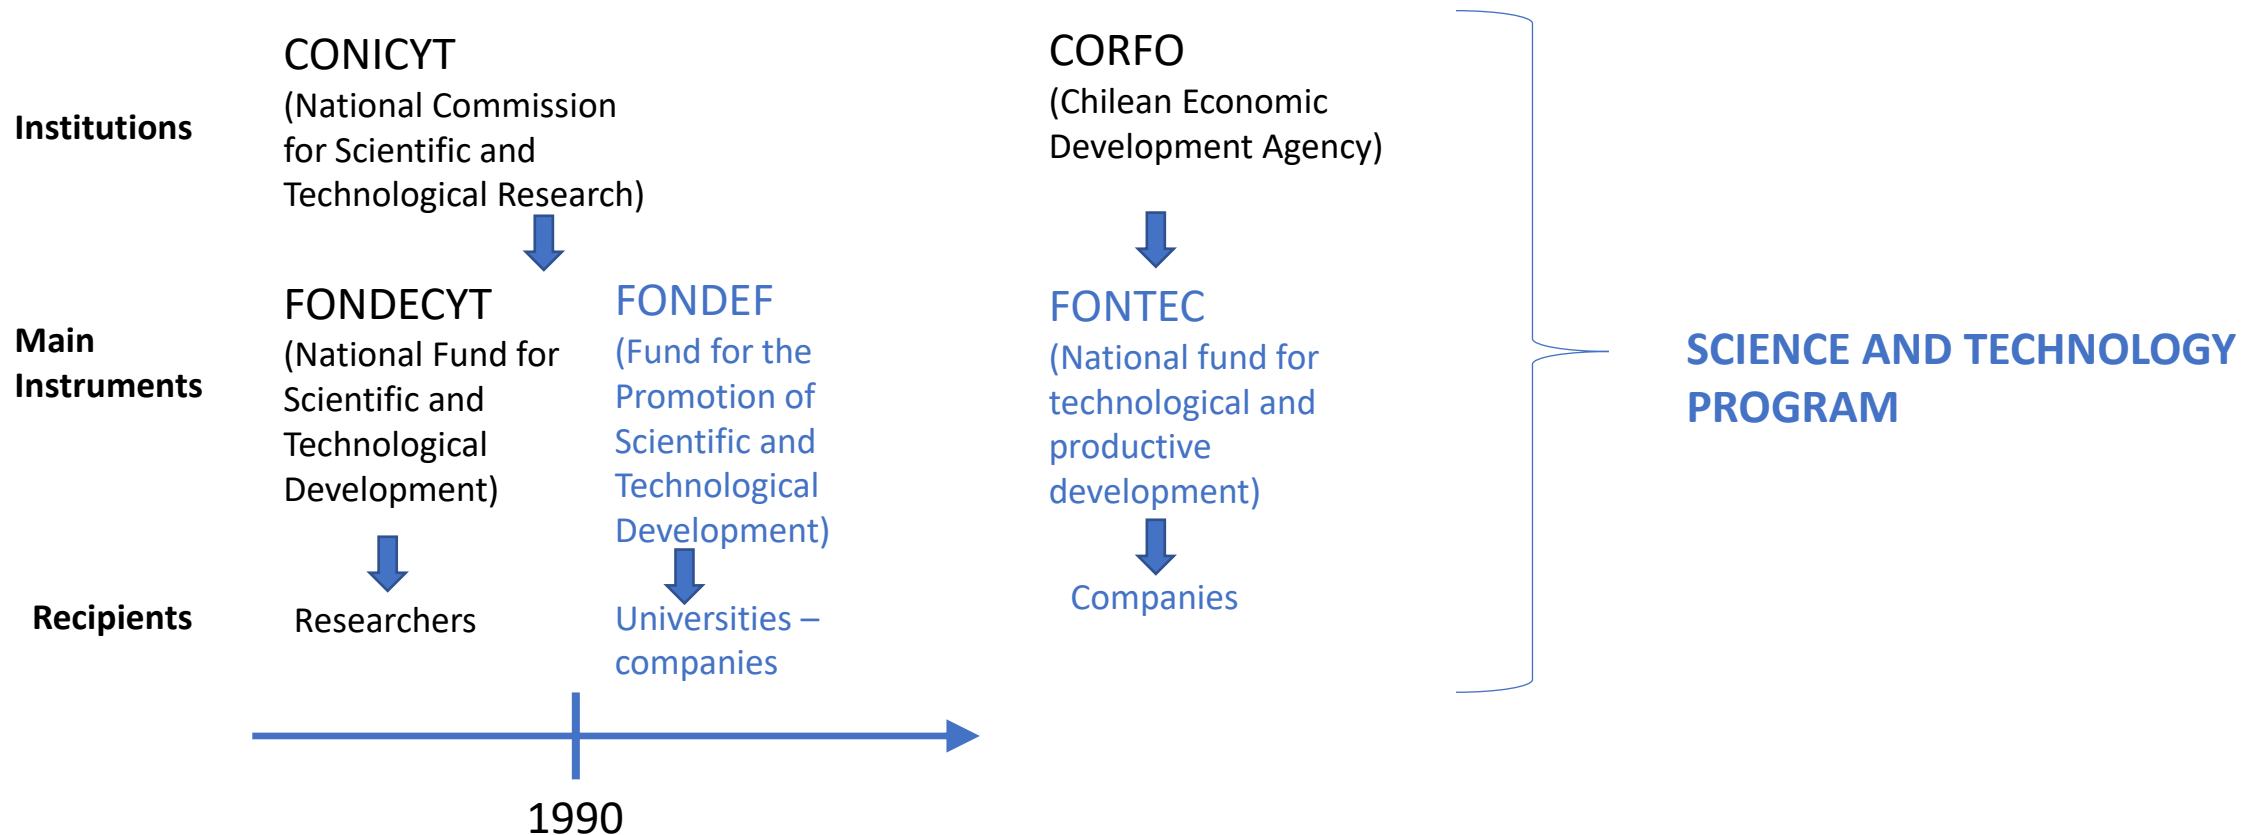 Institutions
CONICYT
(National Commission
for Scientific and
Technological Research)
CORFO
(Chilean Economic
Development Agency)
Main
Instruments
FONDECYT
(National Fund for
Scientific and
Technological
Development)
FONDEF
(Fund for the
Promotion of
Scientific and
Technological
Development)
FONTEC
(National fund for
technological and
productive
development)
SCIENCE AND TECHNOLOGY
PROGRAM
Recipients
Researchers
Universities –
companies
Companies
1990